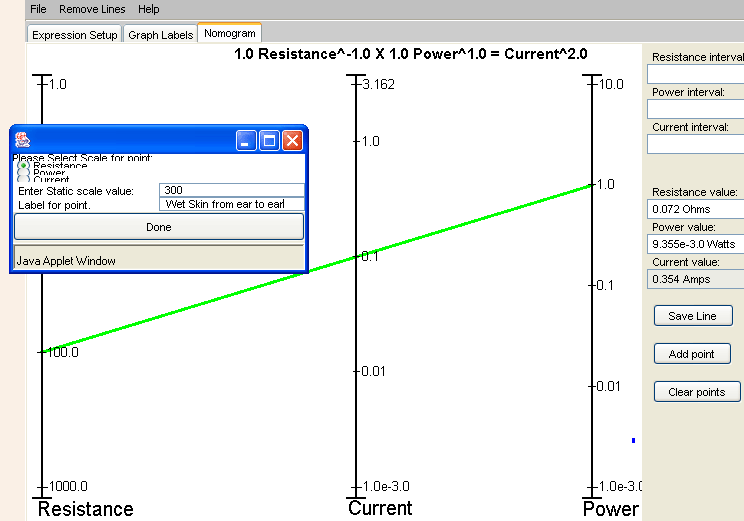 File Remove Lines Help
Expression Setup Graph Labels Nomogram
1.0 Resistance^-1.0 X 1.0 Power^1.0 = Current^2.0
1.0 3.162 10.0
1.0
1.0
0.1
0.1
100.0
0.01
0.01
1000.0 1.0e-3 1.0e-3.0
Resistance Current Power
Please Select Scale for point:
Resistance
Power
Current
Enter Static scale value: 300
Label for point. Wet Skin from ear to ear
Done
Java Applet Window
Resistance interval
Power interval:
Current interval:
Resistance value:
0.072 Ohms
Power value:
9.355e-3.0 Watts
Current value:
0.354 Amps
Save Line
Add point
Clear points